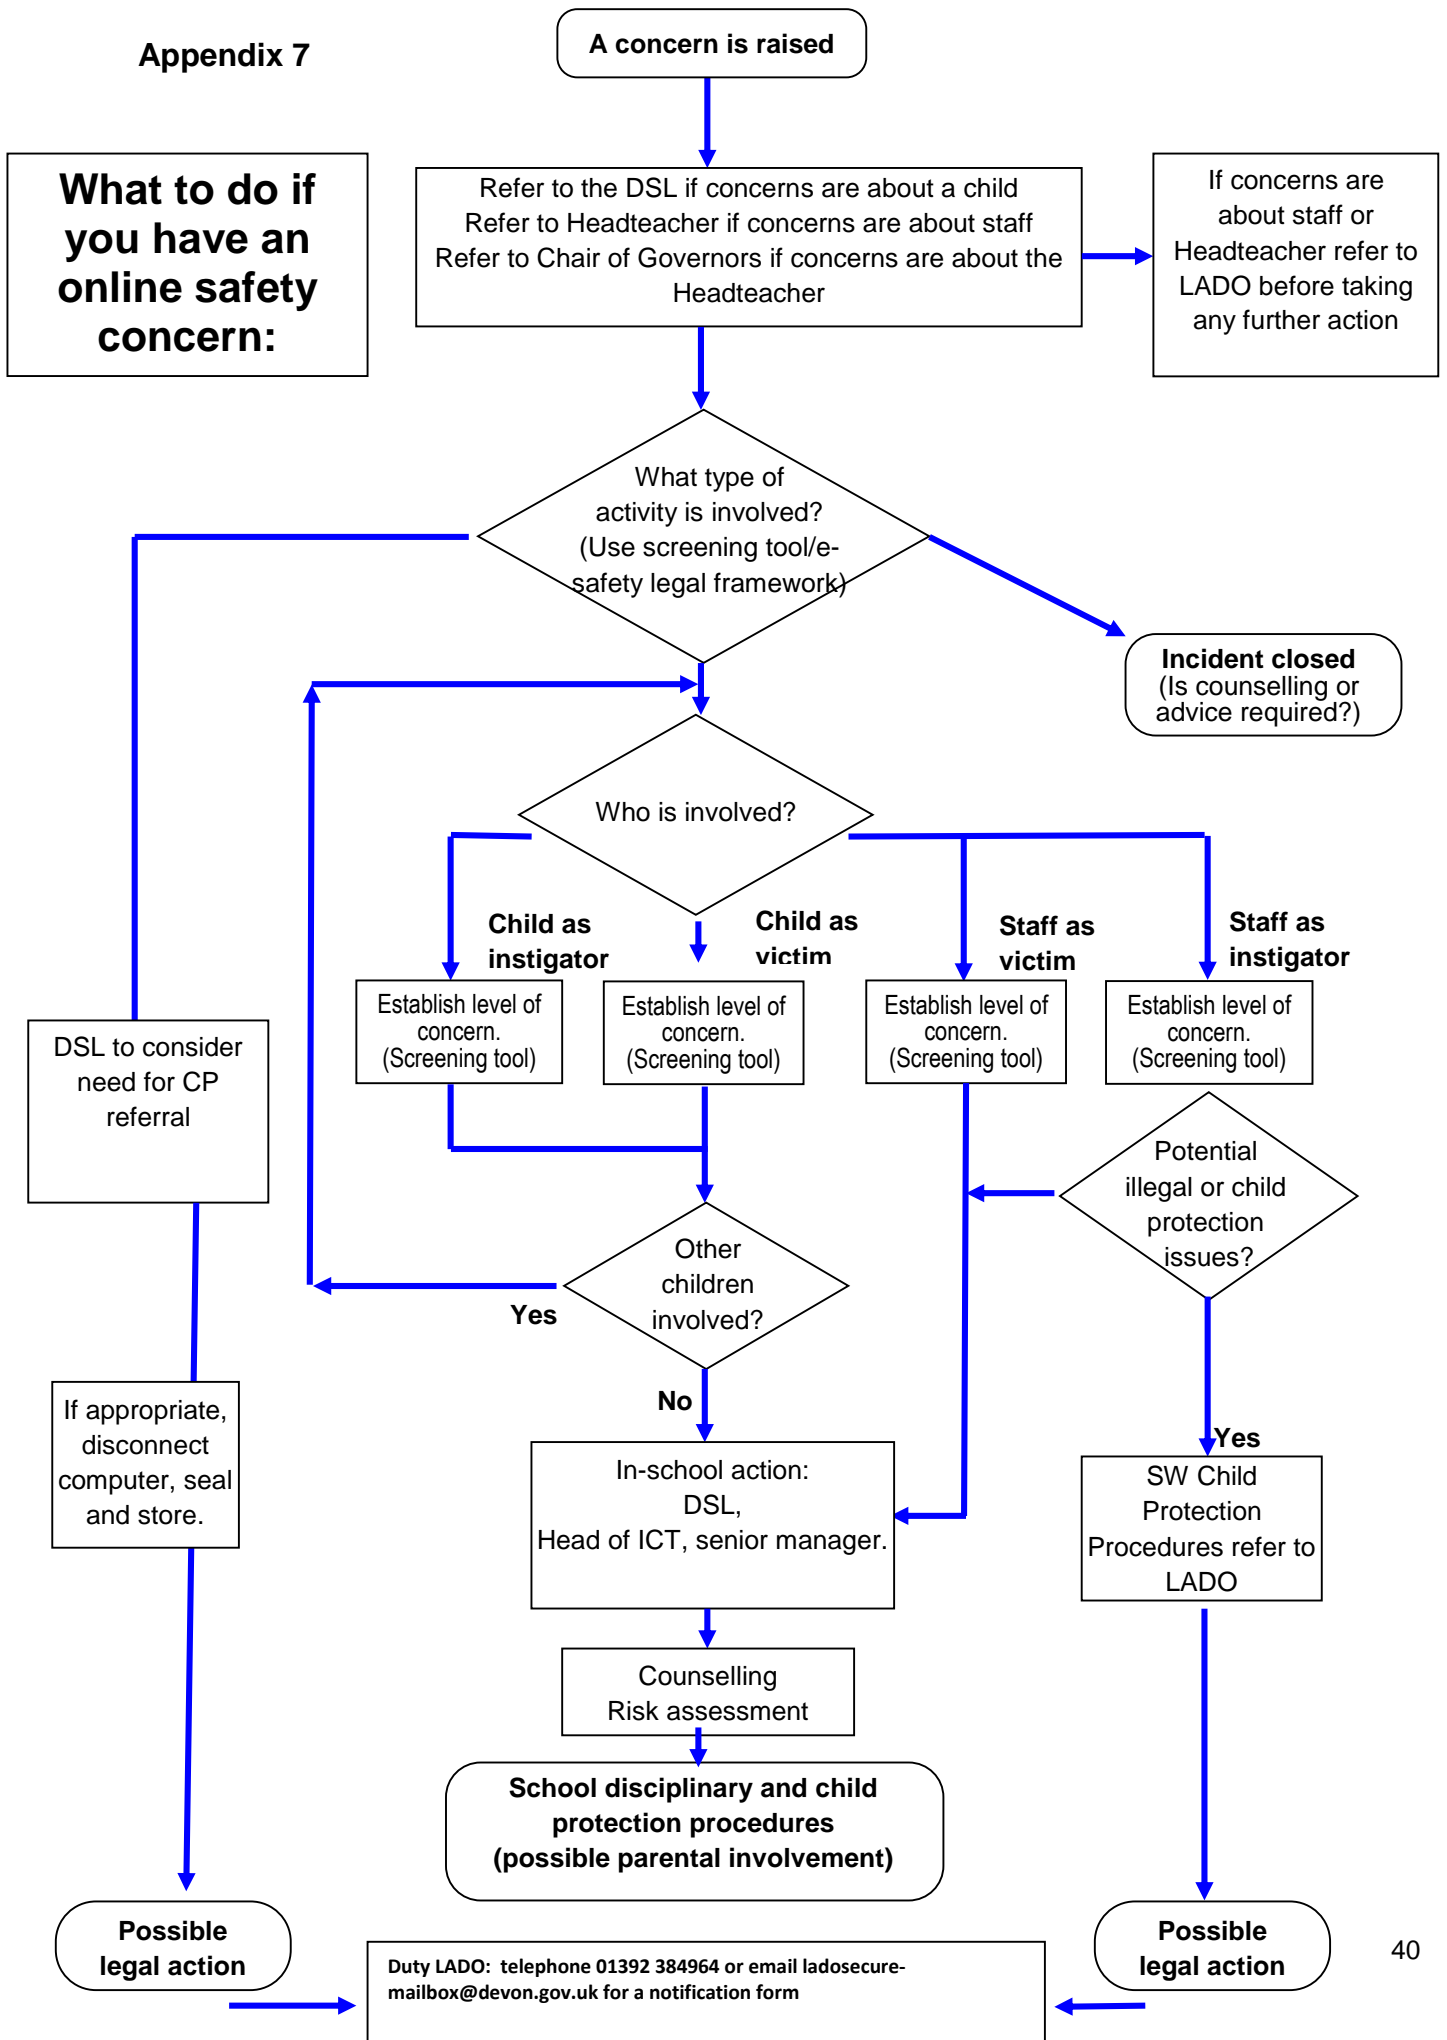 Appendix 7
A concern is raised
What to do if
you have an
online safety
concern:
Refer to the DSL if concerns are about a child
Refer to Headteacher if concerns are about staff
Refer to Chair of Governors if concerns are about the
Headteacher
If concerns are
about staff or
Headteacher refer to
LADO before taking
any further action
What type of
activity is involved?
(Use screening tool/e-
safety legal framework)
Incident closed
(Is counselling or
advice required?)
Who is involved?
Child as
instigator
Child as
victim
Staff as
victim
Staff as
instigator
Establish level of
concern.
(Screening tool)
Establish level of
concern.
(Screening tool)
Establish level of
concern.
(Screening tool)
Establish level of
concern.
(Screening tool)
DSL to consider
need for CP
referral
Potential
illegal or child
protection
issues?
Other
children
involved?
Yes
No
If appropriate,
disconnect
computer, seal
and store.
In-school action:
DSL,
Head of ICT, senior manager.
Yes
SW Child
Protection
Procedures refer to
LADO
Counselling
Risk assessment
School disciplinary and child
protection procedures
(possible parental involvement)
Possible
legal action
Possible
legal action
Duty LADO: telephone 01392 384964 or email ladosecure-
mailbox@devon.gov.uk for a notification form
40